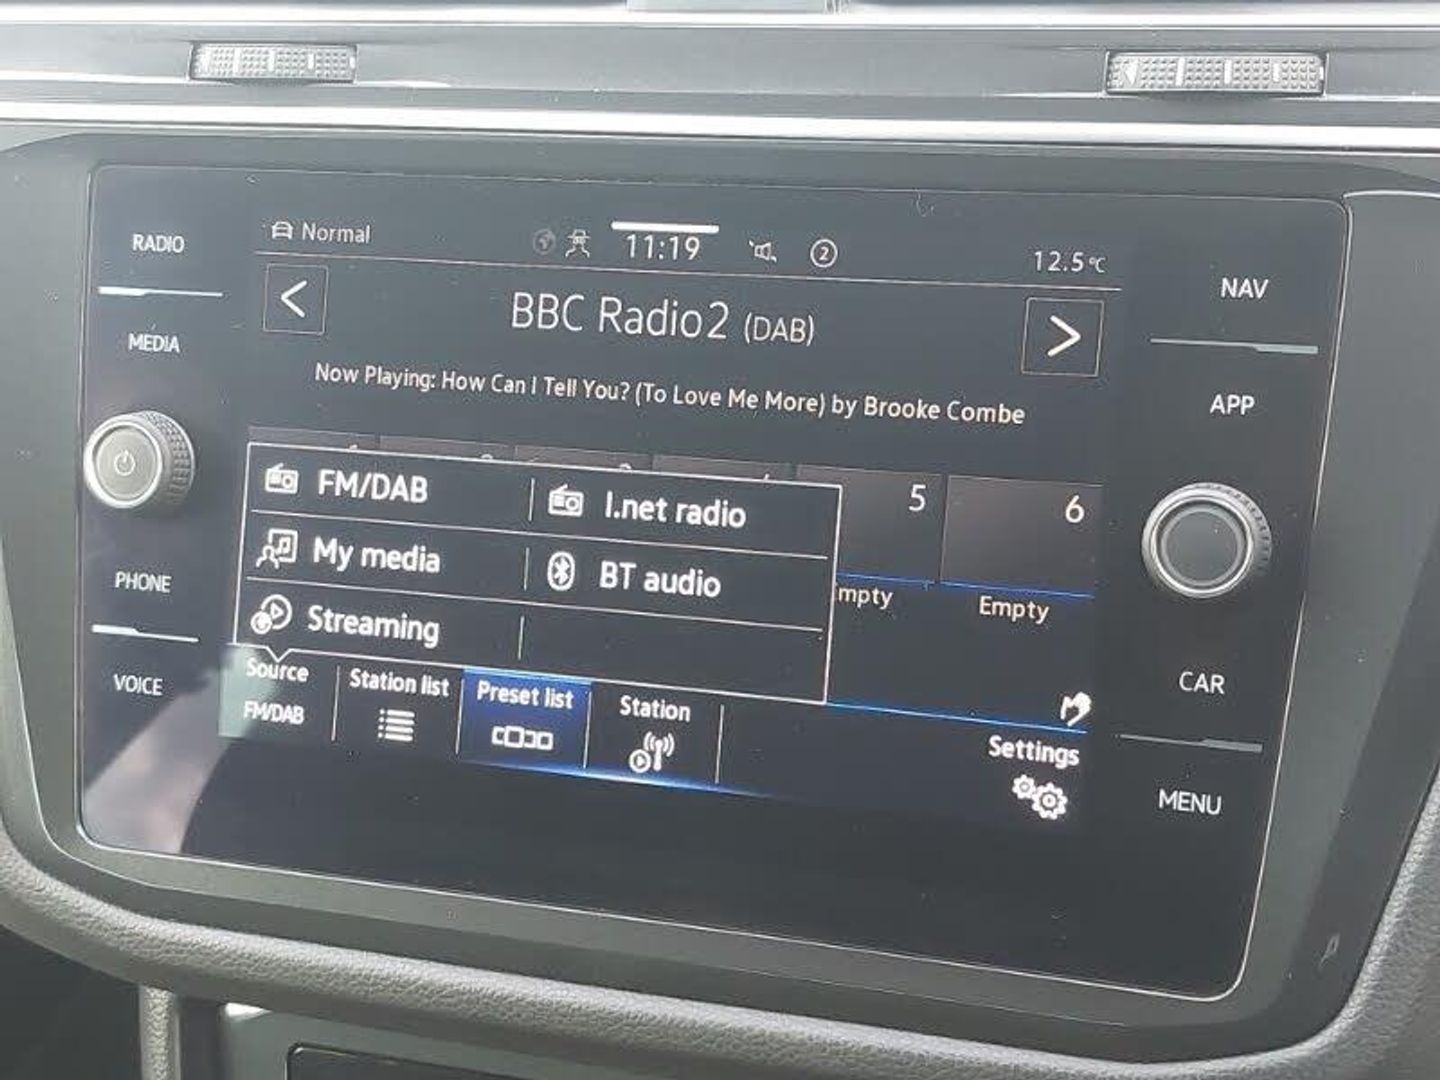 RADIO
Normal
11:19
2
12.5°C
NAV
BBC Radio2 (DAB)
MEDIA
APP
Now Playing: How Can I Tell You? (To Love Me More) by Brooke Combe
FM/DAB
I.net radio
5
6
My media
BT audio
PHONE
mpty
Empty
Streaming
VOICE
Source
FM/DAB
Station list
Preset list
Station
CAR
Settings
MENU